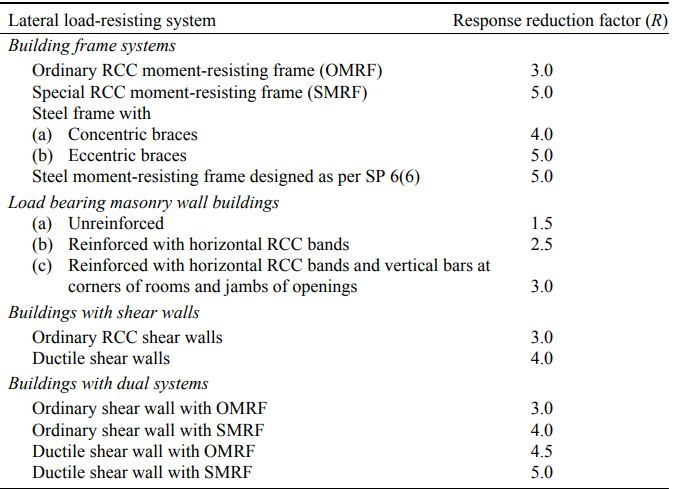 Lateral load-resisting system Response reduction factor (R)
Building frame systems
Ordinary RCC moment-resisting frame (OMRF) 3.0
Special RCC moment-resisting frame (SMRF) 5.0
Steel frame with
(a) Concentric braces 4.0
(b) Eccentric braces 5.0
Steel moment-resisting frame designed as per SP 6(6) 5.0
Load bearing masonry wall buildings
(a) Unreinforced 1.5
(b) Reinforced with horizontal RCC bands 2.5
(c) Reinforced with horizontal RCC bands and vertical bars at
corners of rooms and jambs of openings 3.0
Buildings with shear walls
Ordinary RCC shear walls 3.0
Ductile shear walls 4.0
Buildings with dual systems
Ordinary shear wall with OMRF 3.0
Ordinary shear wall with SMRF 4.0
Ductile shear wall with OMRF 4.5
Ductile shear wall with SMRF 5.0